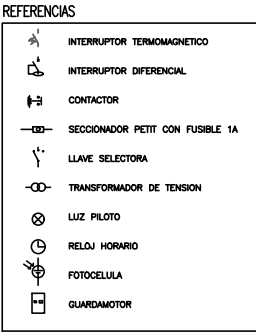 REFERENCIAS
INTERRUPTOR TERMOMAGNETICO
INTERRUPTOR DIFERENCIAL
CONTACTOR
SECCIONADOR PETIT CON FUSIBLE 1A
LLAVE SELECTORA
TRANSFORMADOR DE TENSION
LUZ PILOTO
RELOJ HORARIO
FOTOCELULA
GUARDAMOTOR